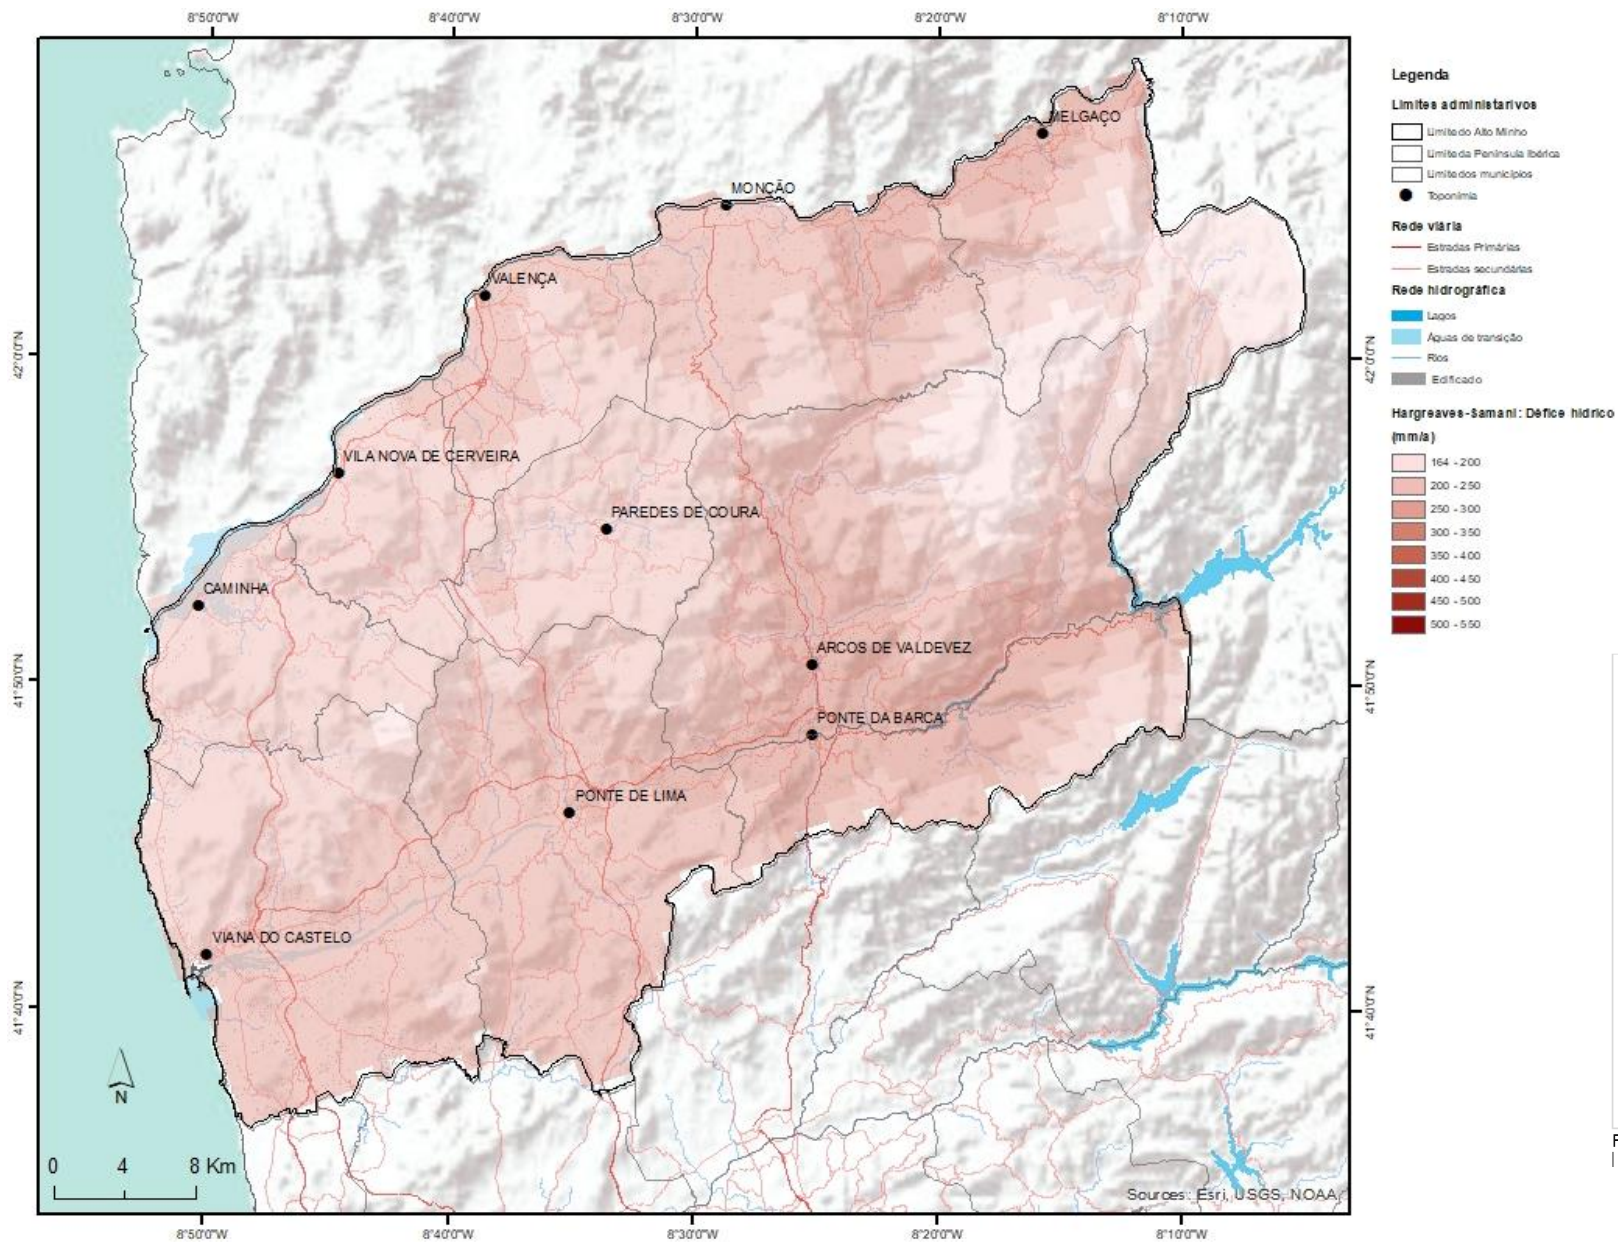 8°50'0"W 8°40'0"W 8°30'0"W 8°20'0"W 8°10'0"W
Legenda
Limites administarivos
Limite do Alto Minho
Limite da Península Ibérica
Limite dos municípios
Toponímia
Rede viária
Estradas Primárias
Estradas secundárias
Rede hidrográfica
Lagos
Águas de transição
Rios
Edificado
Hargreaves-Samani: Défice hídrico
(mm/a)
164 - 200
200 - 250
250 - 300
300 - 350
350 - 400
400 - 450
450 - 500
500 - 550
MELGAÇO
MONÇÃO
VALENÇA
42°0'0"N
42°0'0"N
VILA NOVA DE CERVEIRA
PAREDES DE COURA
CAMINHA
ARCOS DE VALDEVEZ
41°50'0"N
41°50'0"N
PONTE DA BARCA
PONTE DE LIMA
VIANA DO CASTELO
41°40'0"N
41°40'0"N
N
0 4 8 Km
Sources: Esri, USGS, NOAA
8°50'0"W 8°40'0"W 8°30'0"W 8°20'0"W 8°10'0"W